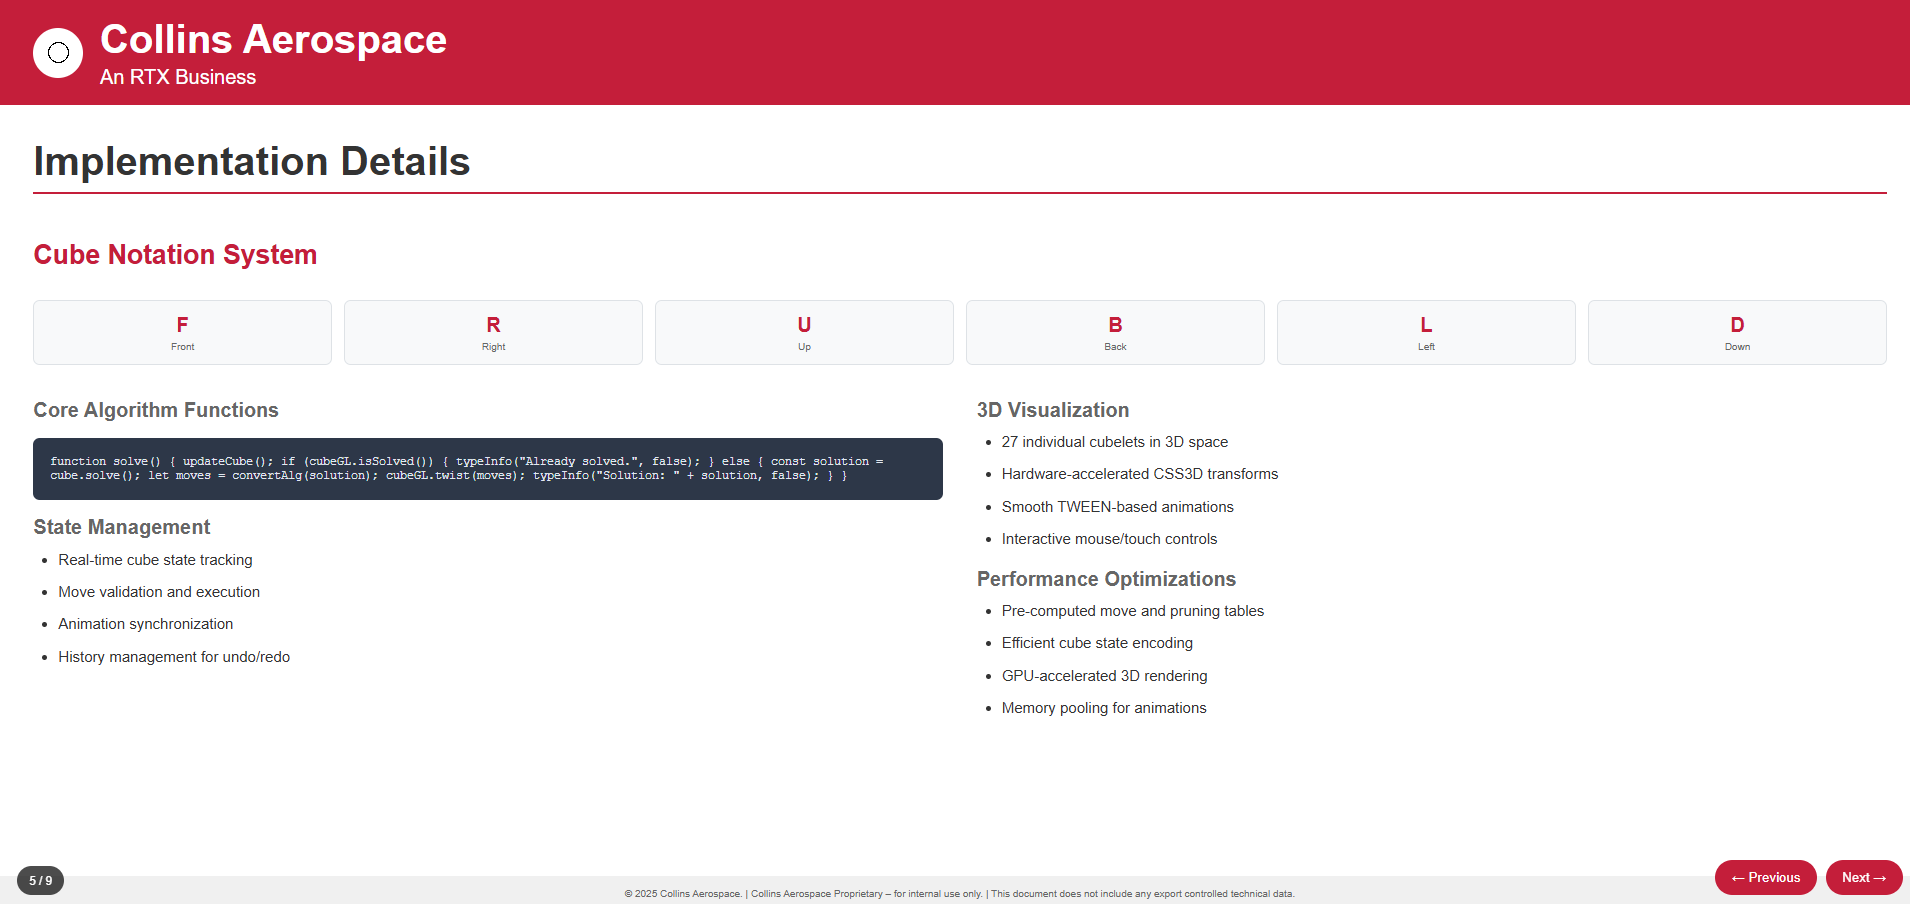 Collins Aerospace
An RTX Business
Implementation Details
Cube Notation System
F
Front
R
Right
U
Up
B
Back
L
Left
D
Down
Core Algorithm Functions
function solve() { updateCube(); if (cubeGL.isSolved()) { typeInfo("Already solved.", false); } else { const solution =
cube.solve(); let moves = convertAlg(solution); cubeGL.twist(moves); typeInfo("Solution: " + solution, false); } }
State Management
• Real-time cube state tracking
• Move validation and execution
• Animation synchronization
• History management for undo/redo
3D Visualization
• 27 individual cubelets in 3D space
• Hardware-accelerated CSS3D transforms
• Smooth TWEEN-based animations
• Interactive mouse/touch controls
Performance Optimizations
• Pre-computed move and pruning tables
• Efficient cube state encoding
• GPU-accelerated 3D rendering
• Memory pooling for animations
5 / 9
© 2025 Collins Aerospace. | Collins Aerospace Proprietary – for internal use only. | This document does not include any export controlled technical data.
← Previous
Next →